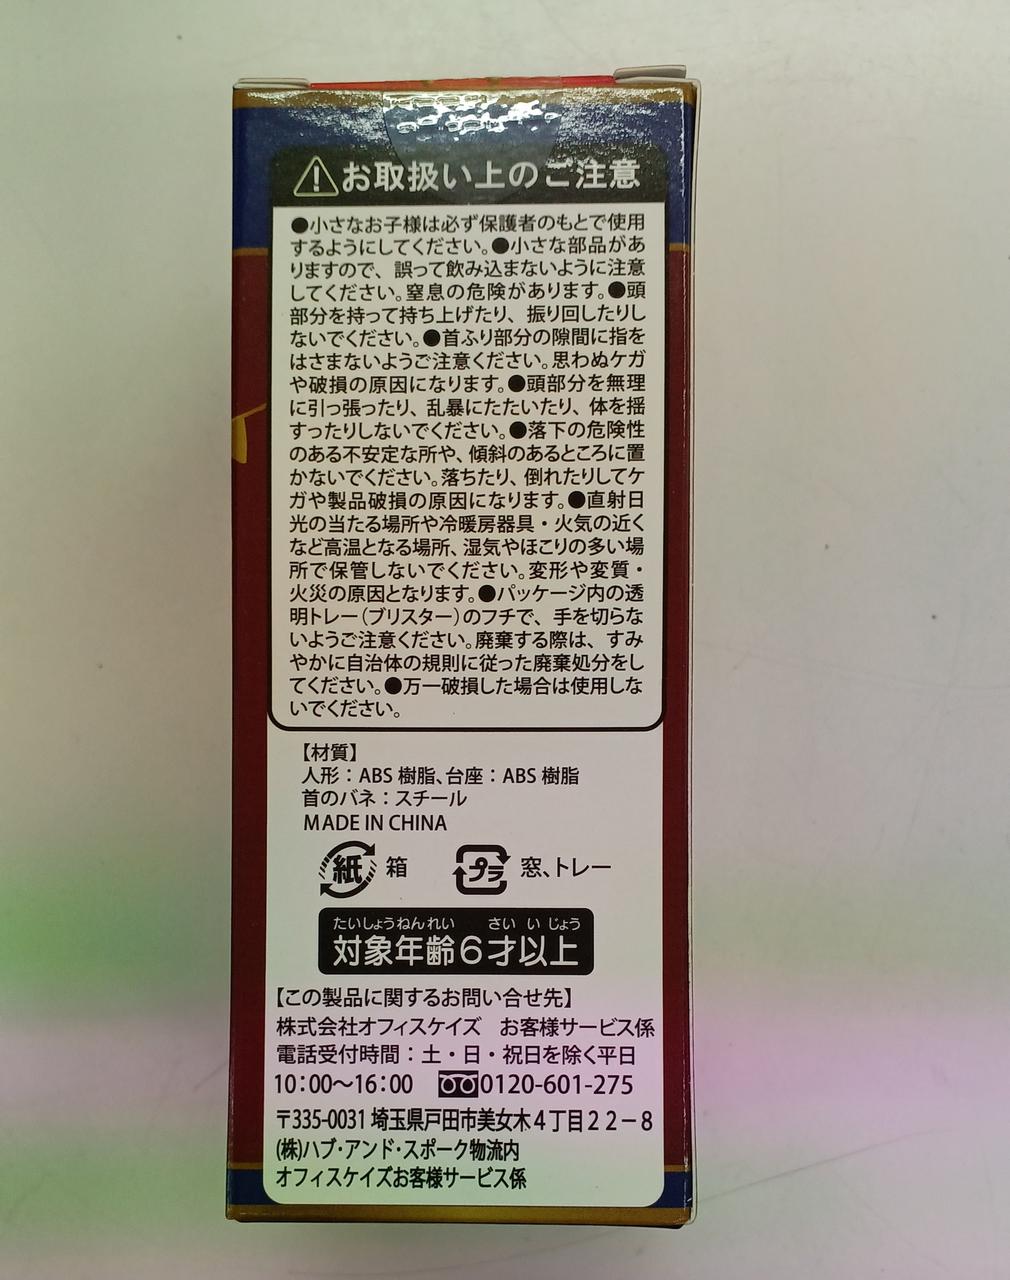 お取扱い上のご注意
●小さなお子様は必ず保護者のもとで使用
するようにしてください。●小さな部品があ
りますので、誤って飲み込まないように注意
してください。窒息の危険があります。●頭
部分を持って持ち上げたり、振り回したりし
ないでください。●首ふり部分の隙間に指を
はさまないようご注意ください。思わぬケガ
や破損の原因になります。●頭部分を無理
に引っ張ったり、乱暴にたたいたり、体を揺
すったりしないでください。●落下の危険性
のある不安定な所や、傾斜のあるところに置
かないでください。落ちたり、倒れたりしてケ
ガや製品破損の原因になります。●直射日
光の当たる場所や冷暖房器具・火気の近く
など高温となる場所、湿気やほこりの多い場
所で保管しないでください。変形や変質・
火災の原因となります。●パッケージ内の透
明トレー(ブリスター)のフチで、手を切らな
いようご注意ください。廃棄する際は、すみ
やかに自治体の規則に従った廃棄処分をし
てください。●万一破損した場合は使用しな
いでください。
【材質】
人形：ABS 樹脂、台座：ABS 樹脂
首のバネ：スチール
MADE IN CHINA
紙 箱 プラ 窓、トレー
たいしょうねんれい さい いじょう
対象年齢6才以上
【この製品に関するお問い合せ先】
株式会社オフィスケイズ お客様サービス係
電話受付時間：土・日・祝日を除く平日
10:00〜16:00 0120-601-275
〒335-0031 埼玉県戸田市美女木4丁目22−8
(株)ハブ・アンド・スポーク物流内
オフィスケイズお客様サービス係